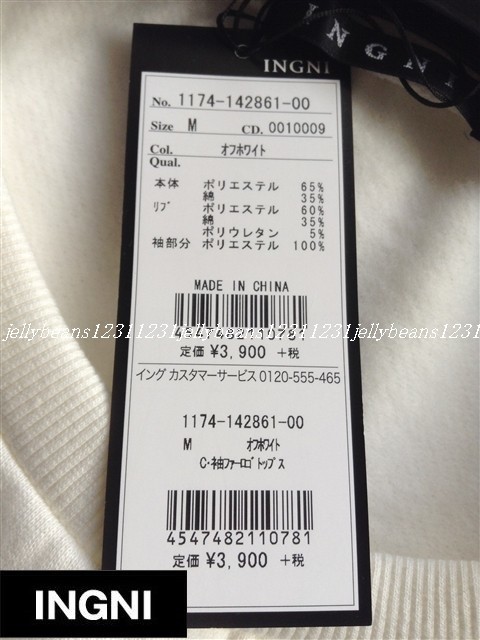 INGNI
INGNI
No. 1174-142861-00
Size M CD. 0010009
Col. オフホワイト
Qual.
本体 ポリエステル 65%
綿 35%
リブ ポリエステル 60%
綿 35%
ポリウレタン 5%
袖部分 ポリエステル 100%
MADE IN CHINA
jellybeans12311231jellybeans12311231jellybeans1231
定価 ¥3,900 +税
イング カスタマーサービス 0120-555-465
1174-142861-00
M オフホワイト
C・袖ファーロゴトップス
4547482110781
定価 ¥3,900 +税
INGNI